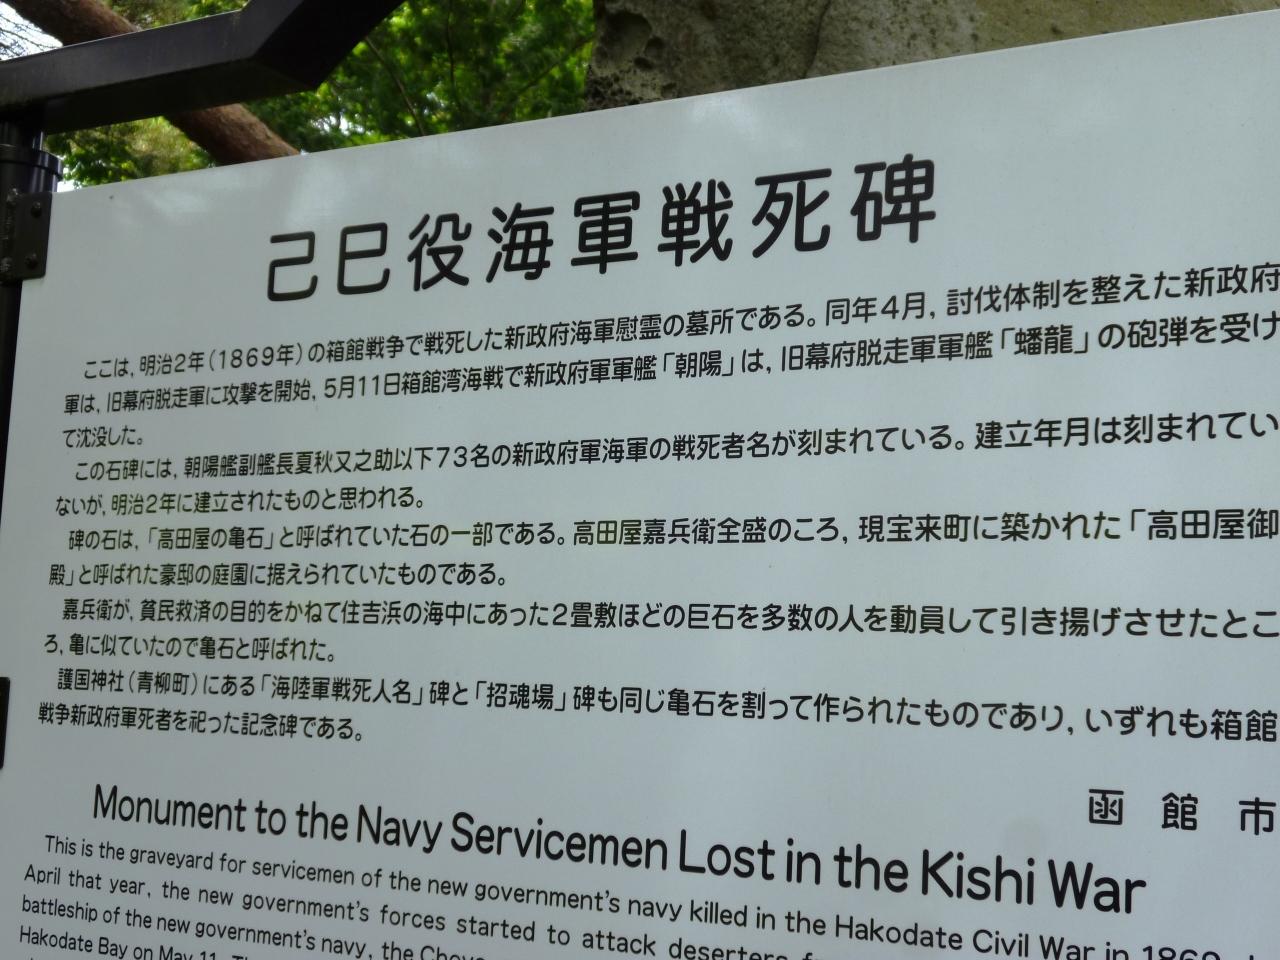 己巳役海軍戦死碑
ここは, 明治2年(1869年)の箱館戦争で戦死した新政府海軍慰霊の墓所である。同年4月, 討伐体制を整えた新政府
軍は, 旧幕府脱走軍に攻撃を開始, 5月11日箱館湾海戦で新政府軍軍艦「朝陽」は, 旧幕府脱走軍軍艦「蟠龍」の砲弾を受け
て沈没した。
この石碑には, 朝陽艦副艦長夏秋又之助以下73名の新政府軍海軍の戦死者名が刻まれている。建立年月は刻まれてい
ないが, 明治2年に建立されたものと思われる。
碑の石は,「高田屋の亀石」と呼ばれていた石の一部である。高田屋嘉兵衛全盛のころ, 現宝来町に築かれた「高田屋御
殿」と呼ばれた豪邸の庭園に据えられていたものである。
嘉兵衛が, 貧民救済の目的をかねて住吉浜の海中にあった2畳敷ほどの巨石を多数の人を動員して引き揚げさせたとこ
ろ, 亀に似ていたので亀石と呼ばれた。
護国神社(青柳町)にある「海陸軍戦死人名」碑と「招魂場」碑も同じ亀石を割って作られたものであり, いずれも箱館
戦争新政府軍死者を祀った記念碑である。
函館市
Monument to the Navy Servicemen Lost in the Kishi War
This is the graveyard for servicemen of the new government's navy killed in the Hakodate Civil War in 1869.
April that year, the new government's forces started to attack deserters
battleship of the new government's navy, the
Hakodate Bay on May 11.